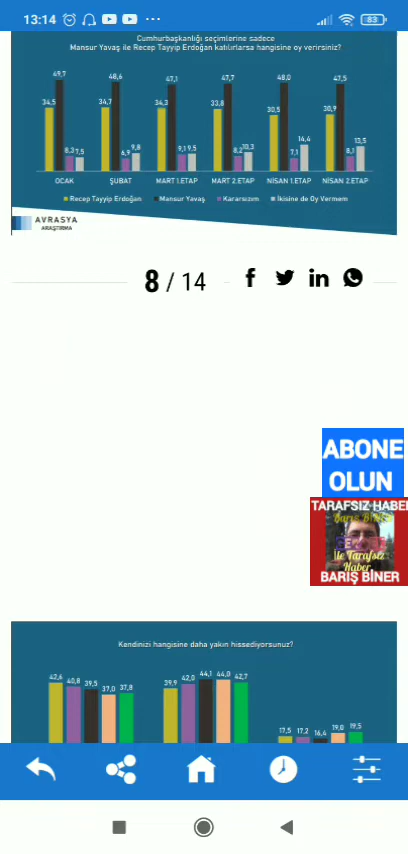 13:14
83
Cumhurbaşkanlığı seçimlerine sadece
Mansur Yavaş ile Recep Tayyip Erdoğan katılırlarsa hangisine oy verirsiniz?
34,5 49,7 8,3 7,5
34,7 48,6 6,9 9,8
34,3 47,1 9,1 9,5
33,8 47,7 8,2 10,3
30,5 48,0 7,1 14,4
30,9 47,5 8,1 13,5
OCAK ŞUBAT MART 1.ETAP MART 2.ETAP NİSAN 1.ETAP NİSAN 2.ETAP
Recep Tayyip Erdoğan Mansur Yavaş Kararsızım İkisine de Oy Vermem
AVRASYA
ARAŞTIRMA
8 / 14
ABONE
OLUN
TARAFSIZ HABER
Barış Biner
İle Tarafsız
Haber.
BARIŞ BİNER
Kendinizi hangisine daha yakın hissediyorsunuz?
42,6 40,8 39,5 37,0 37,8
39,9 42,0 44,1 44,0 42,7
17,5 17,2 16,4 19,0 19,5